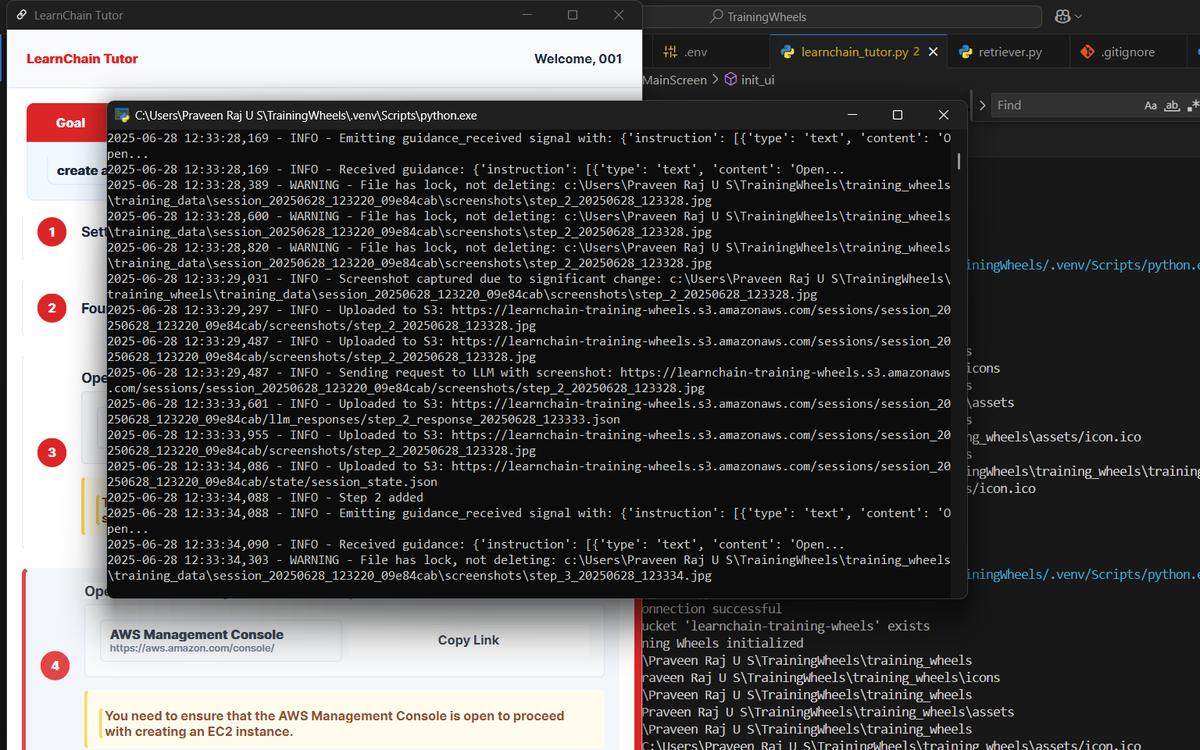 LearnChain Tutor
TrainingWheels
LearnChain Tutor
Welcome, 001
.env
learnchain_tutor.py 2
retriever.py
.gitignore
MainScreen > init_ui
Find
Aa ab
Goal
create a
1
Set
2
Fou
Ope
3
C:\Users\Praveen Raj U S\TrainingWheels\.venv\Scripts\python.exe
2025-06-28 12:33:28,169 - INFO - Emitting guidance_received signal with: {'instruction': [{'type': 'text', 'content': 'O
pen...
2025-06-28 12:33:28,169 - INFO - Received guidance: {'instruction': [{'type': 'text', 'content': 'Open...
2025-06-28 12:33:28,389 - WARNING - File has lock, not deleting: c:\Users\Praveen Raj U S\TrainingWheels\training_wheels
\training_data\session_20250628_123220_09e84cab\screenshots\step_2_20250628_123328.jpg
2025-06-28 12:33:28,600 - WARNING - File has lock, not deleting: c:\Users\Praveen Raj U S\TrainingWheels\training_wheels
\training_data\session_20250628_123220_09e84cab\screenshots\step_2_20250628_123328.jpg
2025-06-28 12:33:28,820 - WARNING - File has lock, not deleting: c:\Users\Praveen Raj U S\TrainingWheels\training_wheels
\training_data\session_20250628_123220_09e84cab\screenshots\step_2_20250628_123328.jpg
2025-06-28 12:33:29,031 - INFO - Screenshot captured due to significant change: c:\Users\Praveen Raj U S\TrainingWheels\
training_wheels\training_data\session_20250628_123220_09e84cab\screenshots\step_2_20250628_123328.jpg
2025-06-28 12:33:29,297 - INFO - Uploaded to S3: https://learnchain-training-wheels.s3.amazonaws.com/sessions/session_20
250628_123220_09e84cab/screenshots/step_2_20250628_123328.jpg
2025-06-28 12:33:29,487 - INFO - Uploaded to S3: https://learnchain-training-wheels.s3.amazonaws.com/sessions/session_20
250628_123220_09e84cab/screenshots/step_2_20250628_123328.jpg
2025-06-28 12:33:29,487 - INFO - Sending request to LLM with screenshot: https://learnchain-training-wheels.s3.amazonaws
.com/sessions/session_20250628_123220_09e84cab/screenshots/step_2_20250628_123328.jpg
2025-06-28 12:33:33,601 - INFO - Uploaded to S3: https://learnchain-training-wheels.s3.amazonaws.com/sessions/session_20
250628_123220_09e84cab/llm_responses/step_2_response_20250628_123333.json
2025-06-28 12:33:33,955 - INFO - Uploaded to S3: https://learnchain-training-wheels.s3.amazonaws.com/sessions/session_20
250628_123220_09e84cab/screenshots/step_2_20250628_123328.jpg
2025-06-28 12:33:34,086 - INFO - Uploaded to S3: https://learnchain-training-wheels.s3.amazonaws.com/sessions/session_20
250628_123220_09e84cab/state/session_state.json
2025-06-28 12:33:34,088 - INFO - Step 2 added
2025-06-28 12:33:34,088 - INFO - Emitting guidance_received signal with: {'instruction': [{'type': 'text', 'content': 'O
pen...
2025-06-28 12:33:34,090 - INFO - Received guidance: {'instruction': [{'type': 'text', 'content': 'Open...
2025-06-28 12:33:34,303 - WARNING - File has lock, not deleting: c:\Users\Praveen Raj U S\TrainingWheels\training_wheels
\training_data\session_20250628_123220_09e84cab\screenshots\step_3_20250628_123334.jpg
iningWheels/.venv/Scripts/python.e
s
icons
s
\assets
s
ng_wheels\assets/icon.ico
s
ingWheels\training_wheels\training
s/icon.ico
iningWheels/.venv/Scripts/python.e
Ope
4
AWS Management Console
https://aws.amazon.com/console/
Copy Link
You need to ensure that the AWS Management Console is open to proceed
with creating an EC2 instance.
onnection successful
ucket 'learnchain-training-wheels' exists
ning Wheels initialized
\Praveen Raj U S\TrainingWheels\training_wheels
raveen Raj U S\TrainingWheels\training_wheels\icons
\Praveen Raj U S\TrainingWheels\training_wheels
Praveen Raj U S\TrainingWheels\training_wheels\assets
\Praveen Raj U S\TrainingWheels\training_wheels
C:\Users\Praveen Raj U S\TrainingWheels\training_wheels\assets/icon.ico